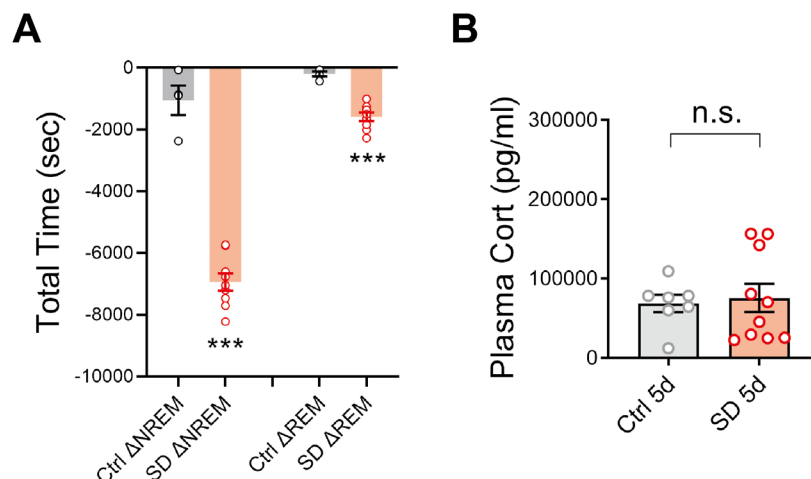 A
Total Time (sec)
0
-2000
-4000
-6000
-8000
-10000
***
***
Ctrl ΔNREM
SD ΔNREM
Ctrl ΔREM
SD ΔREM
B
Plasma Cort (pg/ml)
300000
200000
100000
0
n.s.
Ctrl 5d
SD 5d